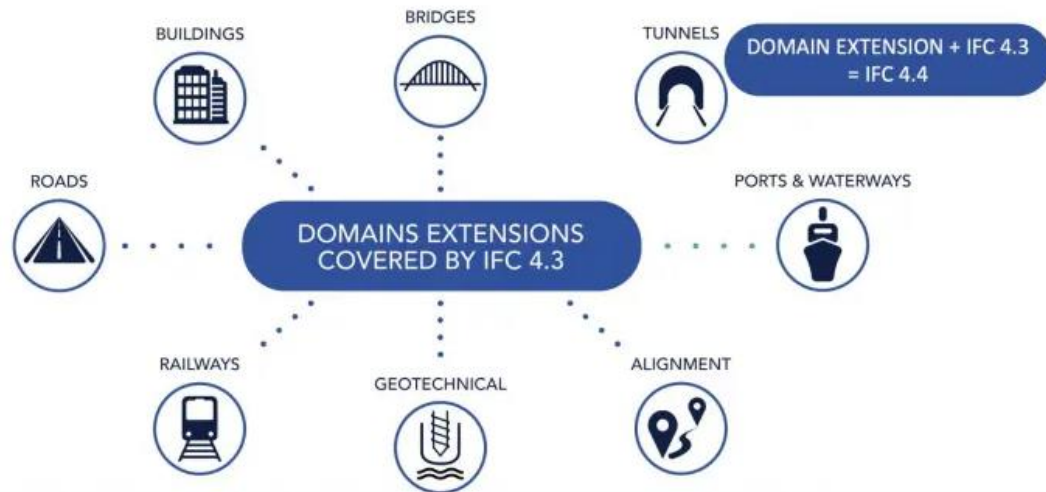 BRIDGES
BUILDINGS
TUNNELS
DOMAIN EXTENSION + IFC 4.3
= IFC 4.4
ROADS
PORTS & WATERWAYS
DOMAINS EXTENSIONS
COVERED BY IFC 4.3
RAILWAYS
GEOTECHNICAL
ALIGNMENT